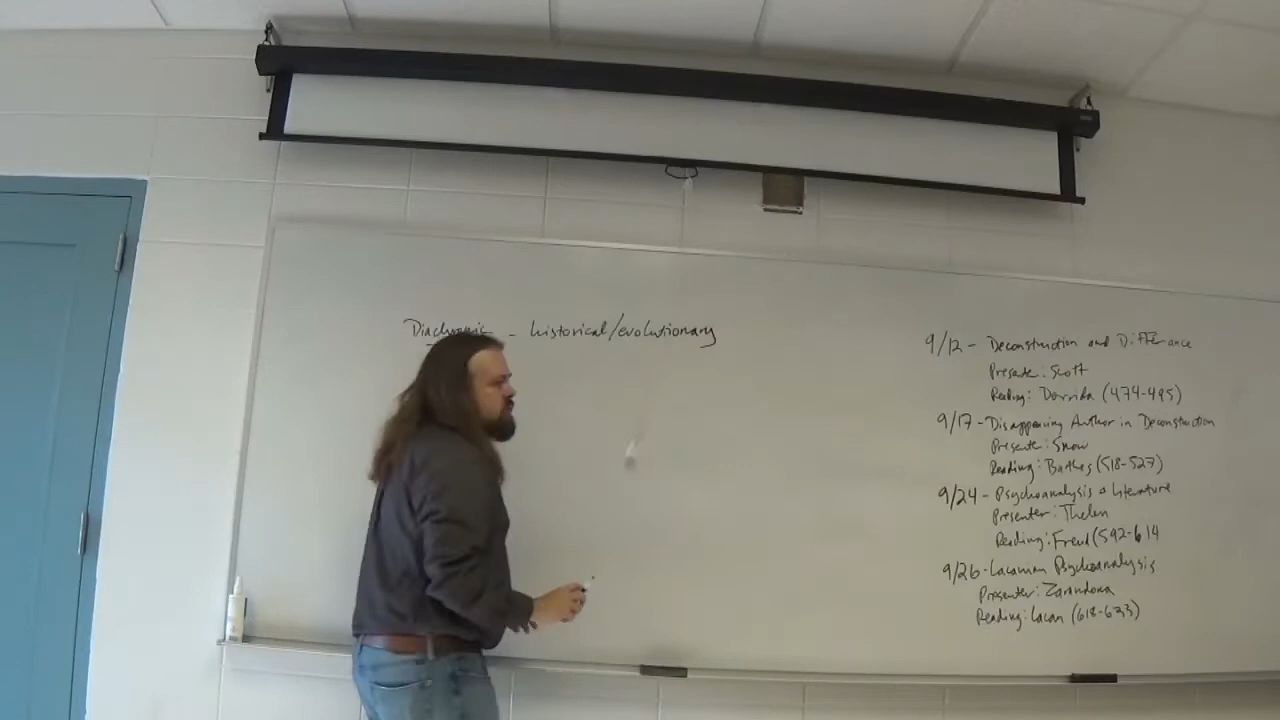 Diachronic - historical/evolutionary
9/12 - Deconstruction and Differance
Presenter: Scott
Reading: Derrida (474-495)
9/17 - Disappearing Author in Deconstruction
Presenter: Snow
Reading: Barthes (518-527)
9/24 - Psychoanalysis & Literature
Presenter: Thelen
Reading: Freud (592-614
9/26 - Lacanian Psychoanalysis
Presenter: Zarandona
Reading: Lacan (618-633)